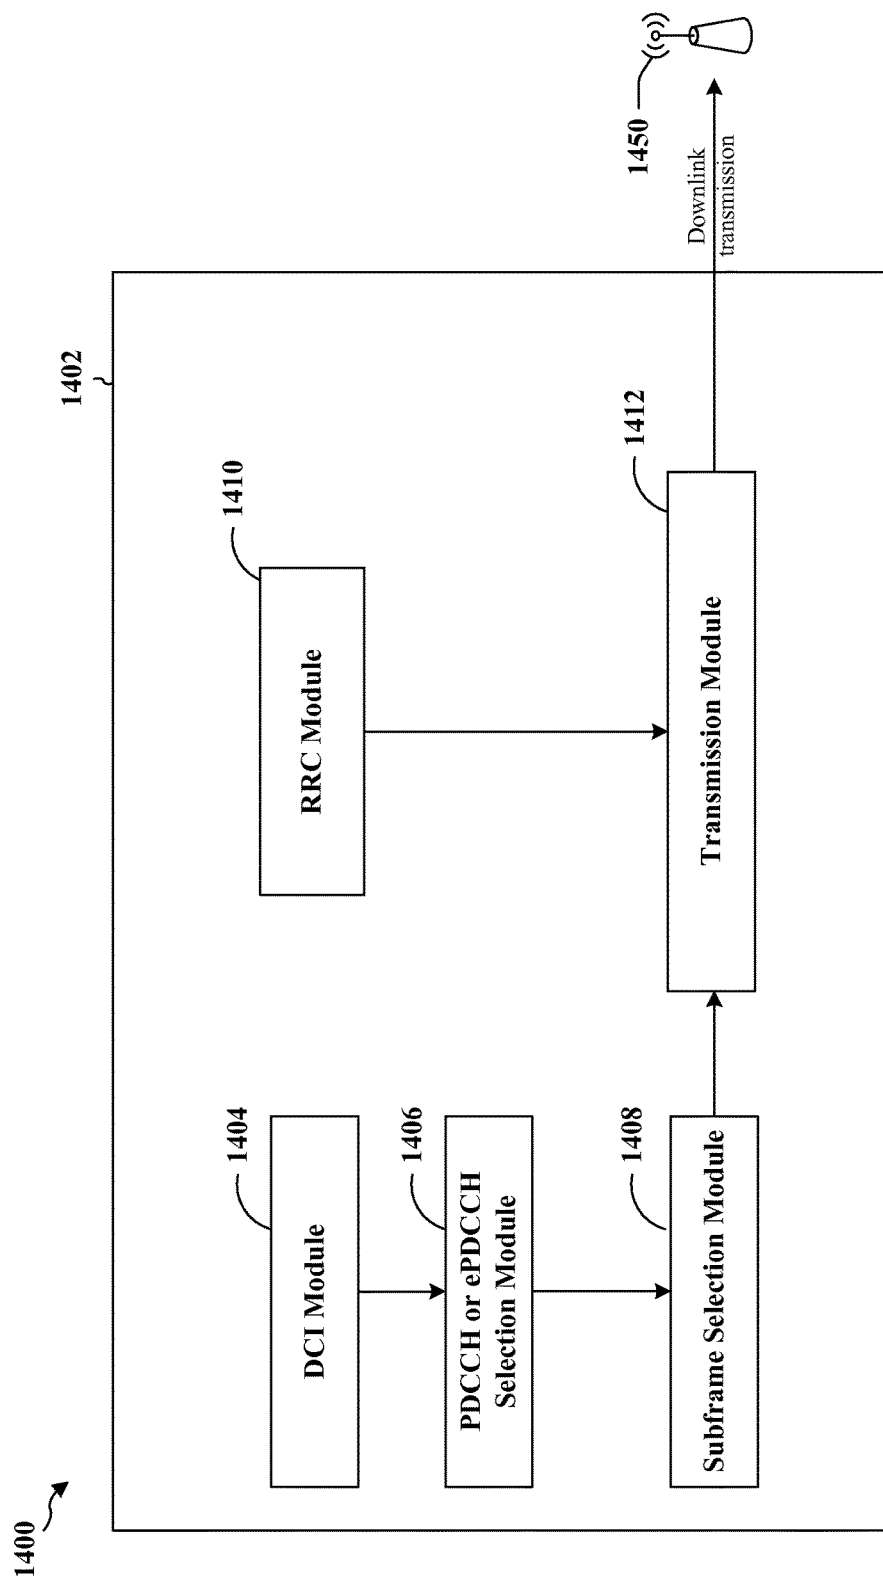 1400
1402
1404
DCI Module
1406
PDCCH or ePDCCH
Selection Module
1408
Subframe Selection Module
1410
RRC Module
1412
Transmission Module
Downlink
transmission
1450